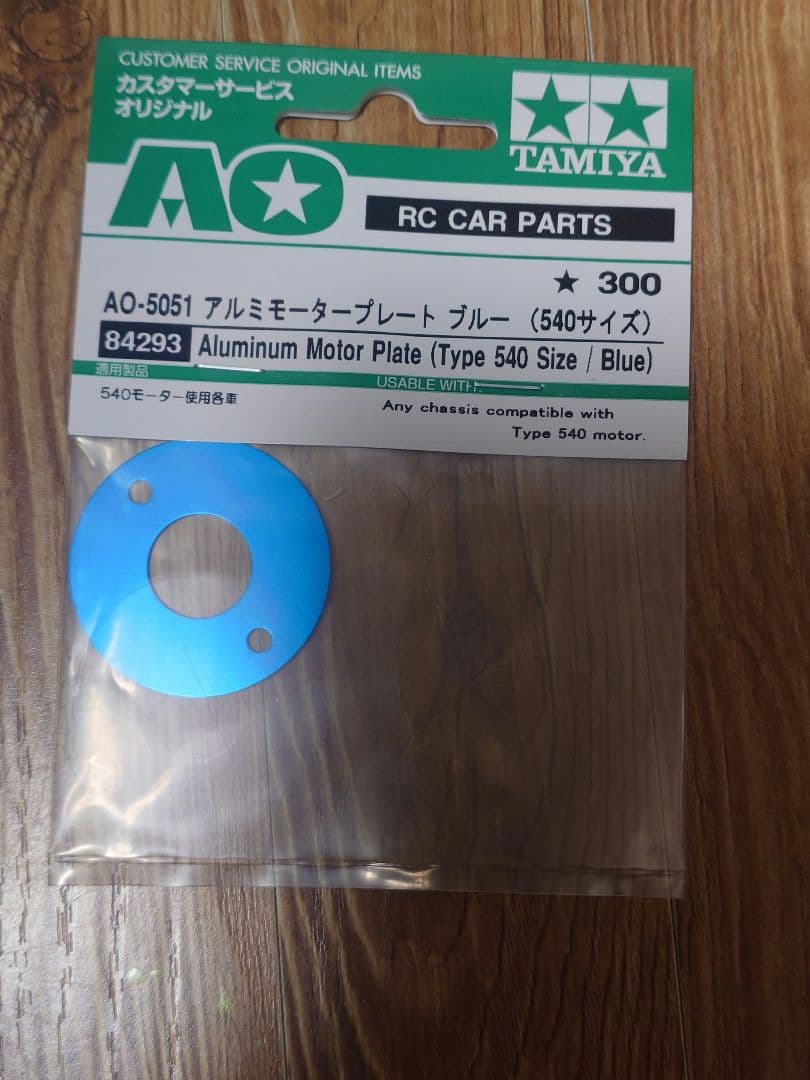 CUSTOMER SERVICE ORIGINAL ITEMS
カスタマーサービス
オリジナル
TAMIYA
AO
RC CAR PARTS
★ 300
AO-5051 アルミモータープレート ブルー (540サイズ)
84293 Aluminum Motor Plate (Type 540 Size / Blue)
適用製品
USABLE WITH:
540モーター使用各車
Any chassis compatible with
Type 540 motor.